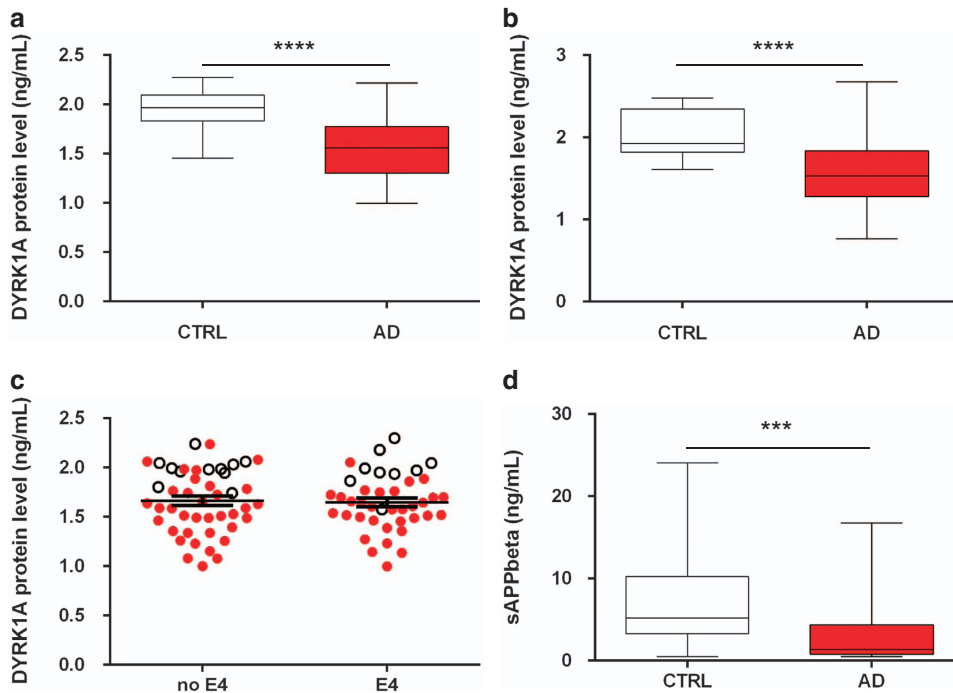 a
****
DYRK1A protein level (ng/mL)
2.5
2.0
1.5
1.0
0.5
0.0
CTRL
AD
b
****
DYRK1A protein level (ng/mL)
3
2
1
0
CTRL
AD
c
DYRK1A protein level (ng/mL)
2.5
2.0
1.5
1.0
0.5
0.0
no E4
E4
d
***
sAPPbeta (ng/mL)
30
20
10
0
CTRL
AD